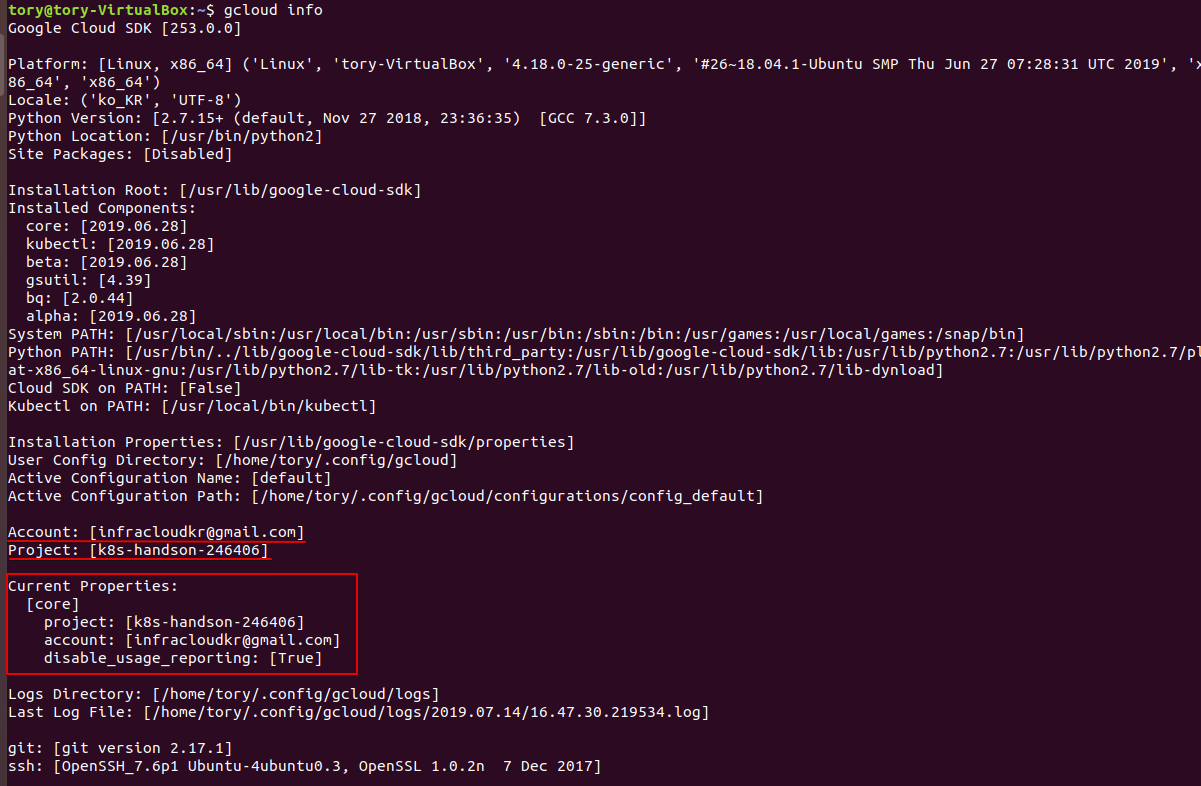 tory@tory-VirtualBox:~$ gcloud info
Google Cloud SDK [253.0.0]
Platform: [Linux, x86_64] ('Linux', 'tory-VirtualBox', '4.18.0-25-generic', '#26~18.04.1-Ubuntu SMP Thu Jun 27 07:28:31 UTC 2019', 'x
86_64', 'x86_64')
Locale: ('ko_KR', 'UTF-8')
Python Version: [2.7.15+ (default, Nov 27 2018, 23:36:35)  [GCC 7.3.0]]
Python Location: [/usr/bin/python2]
Site Packages: [Disabled]
Installation Root: [/usr/lib/google-cloud-sdk]
Installed Components:
  core: [2019.06.28]
  kubectl: [2019.06.28]
  beta: [2019.06.28]
  gsutil: [4.39]
  bq: [2.0.44]
  alpha: [2019.06.28]
System PATH: [/usr/local/sbin:/usr/local/bin:/usr/sbin:/usr/bin:/sbin:/bin:/usr/games:/usr/local/games:/snap/bin]
Python PATH: [/usr/bin/../lib/google-cloud-sdk/lib/third_party:/usr/lib/google-cloud-sdk/lib:/usr/lib/python2.7:/usr/lib/python2.7/pl
at-x86_64-linux-gnu:/usr/lib/python2.7/lib-tk:/usr/lib/python2.7/lib-old:/usr/lib/python2.7/lib-dynload]
Cloud SDK on PATH: [False]
Kubectl on PATH: [/usr/local/bin/kubectl]
Installation Properties: [/usr/lib/google-cloud-sdk/properties]
User Config Directory: [/home/tory/.config/gcloud]
Active Configuration Name: [default]
Active Configuration Path: [/home/tory/.config/gcloud/configurations/config_default]
Account: [infracloudkr@gmail.com]
Project: [k8s-handson-246406]
Current Properties:
  [core]
    project: [k8s-handson-246406]
    account: [infracloudkr@gmail.com]
    disable_usage_reporting: [True]
Logs Directory: [/home/tory/.config/gcloud/logs]
Last Log File: [/home/tory/.config/gcloud/logs/2019.07.14/16.47.30.219534.log]
git: [git version 2.17.1]
ssh: [OpenSSH_7.6p1 Ubuntu-4ubuntu0.3, OpenSSL 1.0.2n  7 Dec 2017]